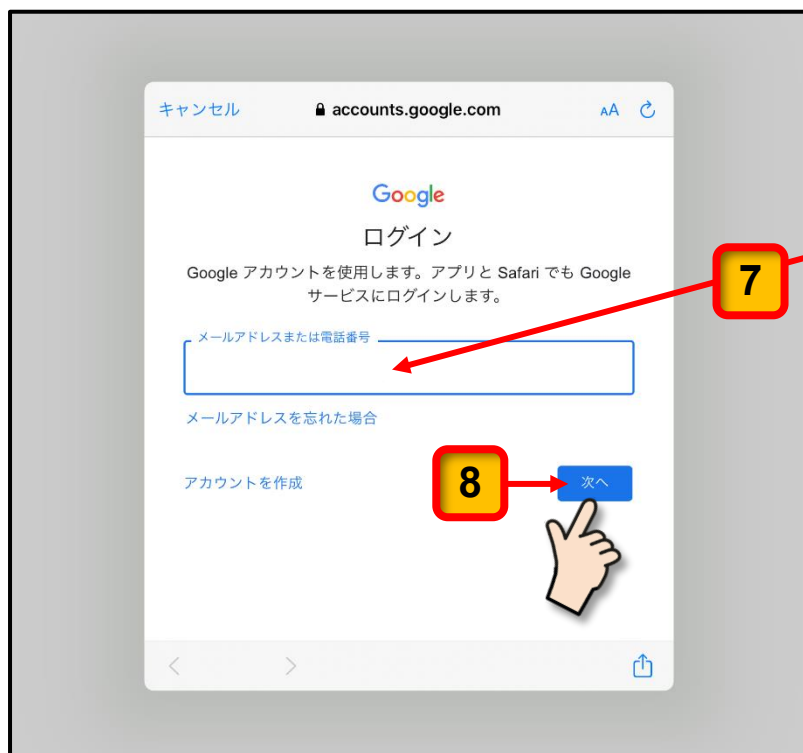 キャンセル accounts.google.com AA
Google
ログイン
Google アカウントを使用します。アプリと Safari でも Google
サービスにログインします。
7
メールアドレスまたは電話番号
メールアドレスを忘れた場合
アカウントを作成 8 次へ